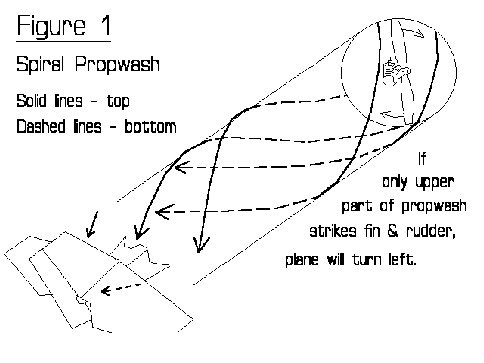 Figure 1
Spiral Propwash
Solid lines - top
Dashed lines - bottom
If
only upper
part of propwash
strikes fin & rudder,
plane will turn left.